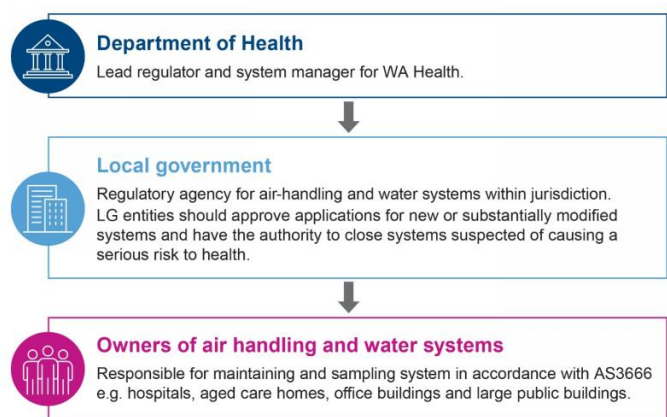 Department of Health
Lead regulator and system manager for WA Health.
Local government
Regulatory agency for air-handling and water systems within jurisdiction.
LG entities should approve applications for new or substantially modified
systems and have the authority to close systems suspected of causing a
serious risk to health.
Owners of air handling and water systems
Responsible for maintaining and sampling system in accordance with AS3666
e.g. hospitals, aged care homes, office buildings and large public buildings.